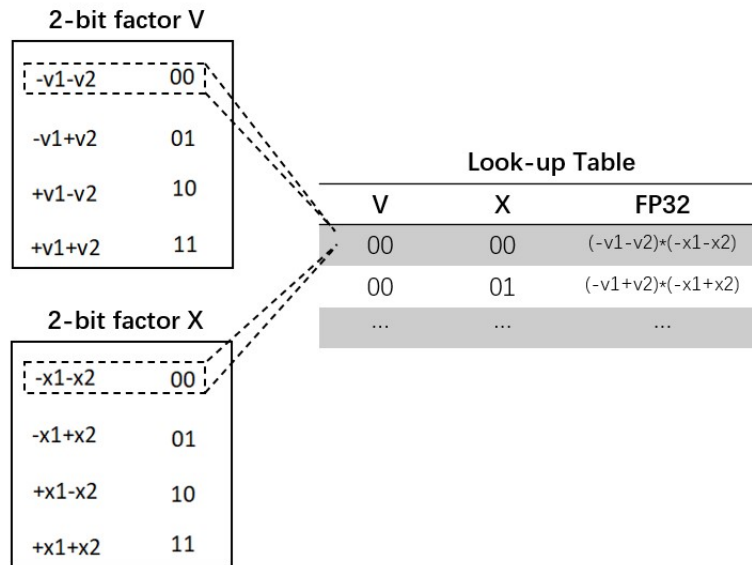 2-bit factor V
-v1-v2 00
-v1+v2 01
+v1-v2 10
+v1+v2 11
2-bit factor X
-x1-x2 00
-x1+x2 01
+x1-x2 10
+x1+x2 11
Look-up Table
V X FP32
00 00 (-v1-v2)*(-x1-x2)
00 01 (-v1+v2)*(-x1+x2)
... ... ...